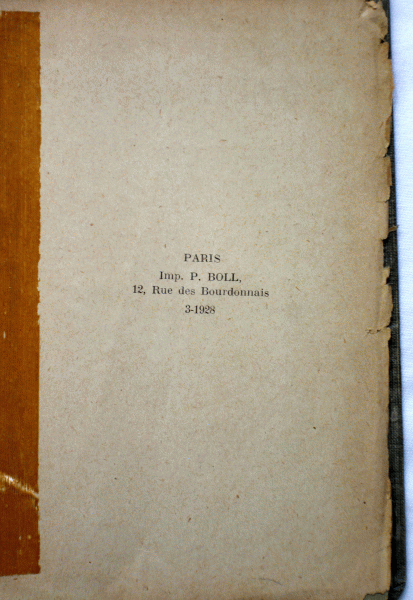 PARIS
Imp. P. BOLL,
12, Rue des Bourdonnais
3-1928